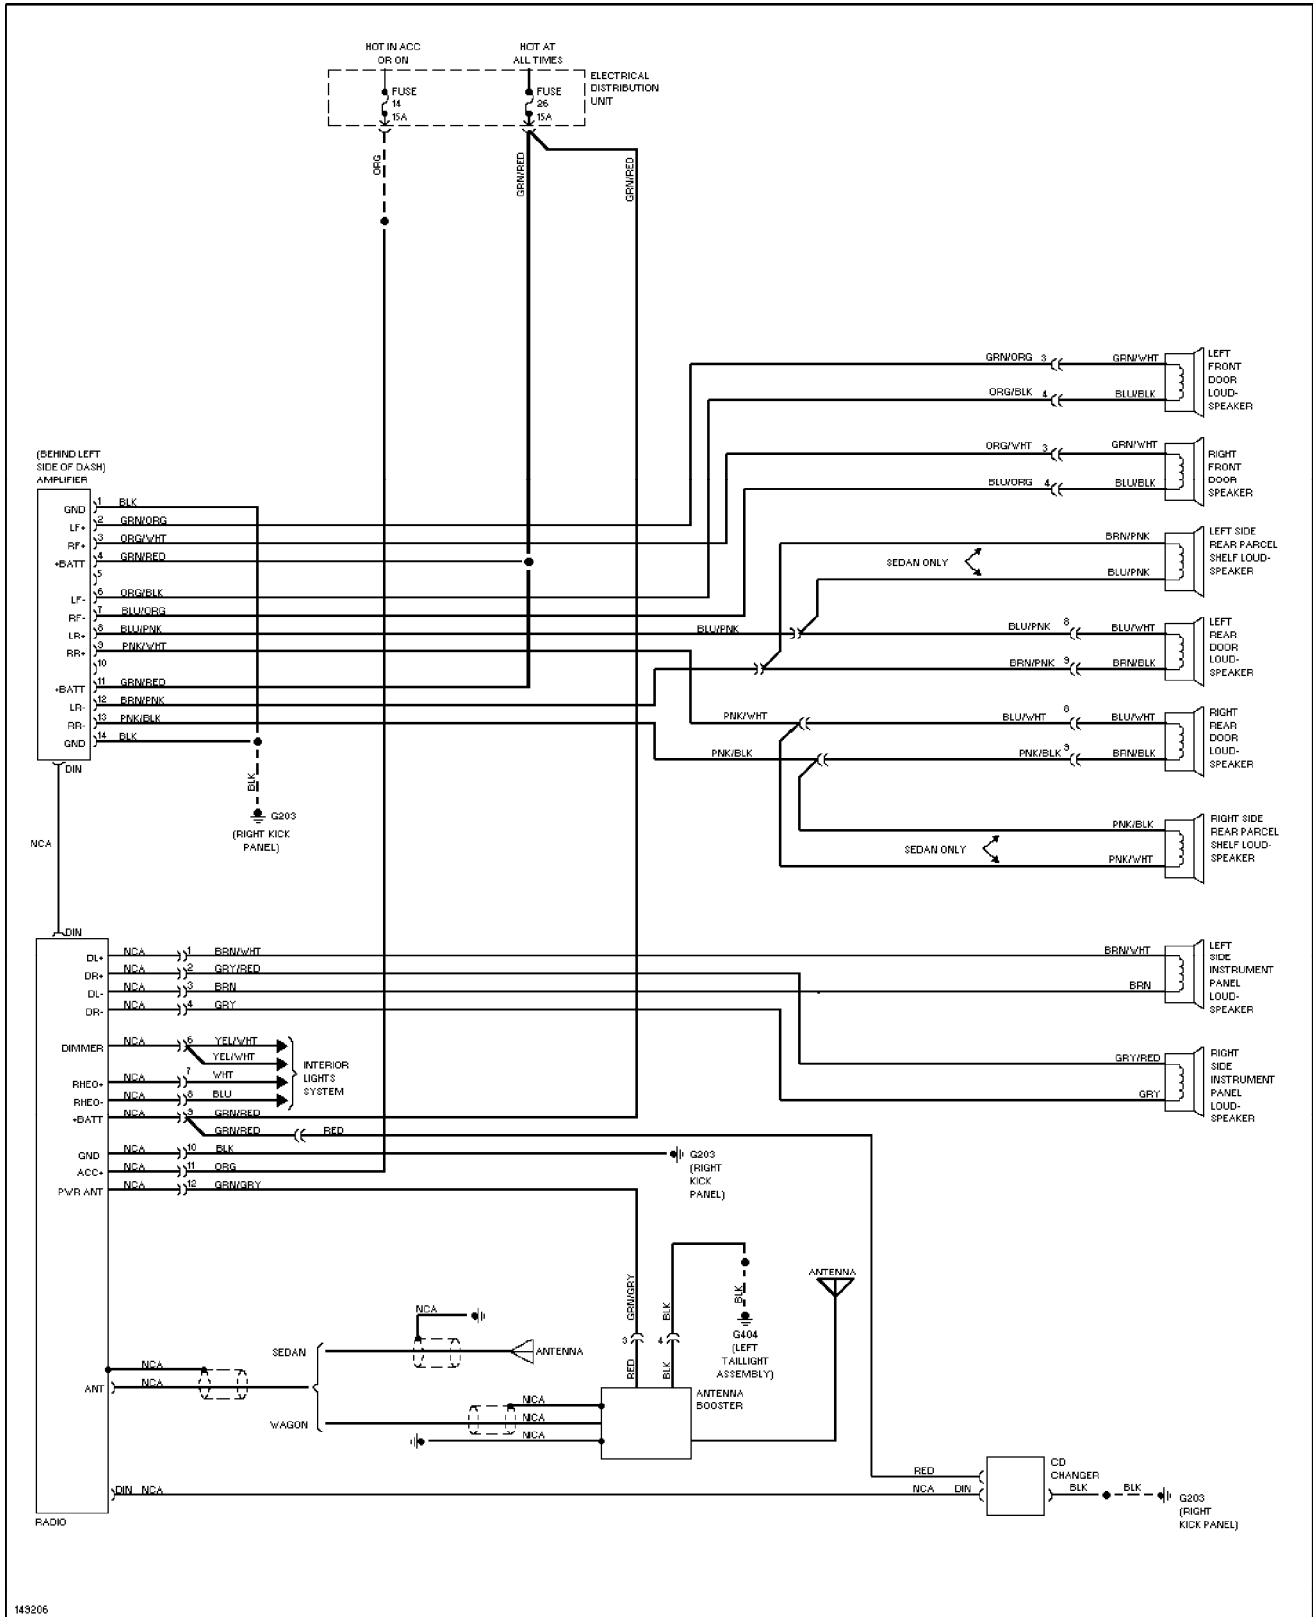 HOT IN ACC
OR ON
HOT AT
ALL TIMES
ELECTRICAL
DISTRIBUTION
UNIT
FUSE
14
15A
FUSE
26
15A
ORG
GRN/RED
GRN/RED
GRN/ORG 3 GRN/WHT
ORG/BLK 4 BLU/BLK
LEFT
FRONT
DOOR
LOUD-
SPEAKER
ORG/WHT 3 GRN/WHT
BLU/ORG 4 BLU/BLK
RIGHT
FRONT
DOOR
SPEAKER
BRN/PNK
SEDAN ONLY
BLU/PNK
LEFT SIDE
REAR PARCEL
SHELF LOUD-
SPEAKER
BLU/PNK
BLU/PNK 8 BLU/WHT
BRN/PNK 9 BRN/BLK
LEFT
REAR
DOOR
LOUD-
SPEAKER
PNK/WHT
BLU/WHT 8 BLU/WHT
PNK/BLK
PNK/BLK 9 BRN/BLK
RIGHT
REAR
DOOR
LOUD-
SPEAKER
PNK/BLK
SEDAN ONLY
PNK/WHT
RIGHT SIDE
REAR PARCEL
SHELF LOUD-
SPEAKER
(BEHIND LEFT
SIDE OF DASH)
AMPLIFIER
GND 1 BLK
LF+ 2 GRN/ORG
RF+ 3 ORG/WHT
+BATT 4 GRN/RED
5
LF- 6 ORG/BLK
RF- 7 BLU/ORG
LR+ 8 BLU/PNK
RR+ 9 PNK/WHT
10
+BATT 11 GRN/RED
LR- 12 BRN/PNK
RR- 13 PNK/BLK
GND 14 BLK
DIN
BLK
G203
(RIGHT KICK
PANEL)
NCA
DIN
DL+ NCA 1 BRN/WHT
DR+ NCA 2 GRY/RED
DL- NCA 3 BRN
DR- NCA 4 GRY
DIMMER NCA 6 YEL/WHT
YEL/WHT
RHEO+ NCA 7 WHT
RHEO- NCA 8 BLU
INTERIOR
LIGHTS
SYSTEM
+BATT NCA 9 GRN/RED
GRN/RED RED
GND NCA 10 BLK
ACC+ NCA 11 ORG
PWR ANT NCA 12 GRN/GRY
G203
(RIGHT
KICK
PANEL)
BRN/WHT
BRN
LEFT
SIDE
INSTRUMENT
PANEL
LOUD-
SPEAKER
GRY/RED
GRY
RIGHT
SIDE
INSTRUMENT
PANEL
LOUD-
SPEAKER
GRN/GRY
BLK
BLK
3
4
RED
BLK
G404
(LEFT
TAILLIGHT
ASSEMBLY)
ANTENNA
NCA
SEDAN
ANTENNA
NCA
ANT NCA
WAGON
NCA
NCA
NCA
ANTENNA
BOOSTER
RED
NCA DIN
CD
CHANGER
BLK
BLK
G203
(RIGHT
KICK PANEL)
DIN NCA
RADIO
149206